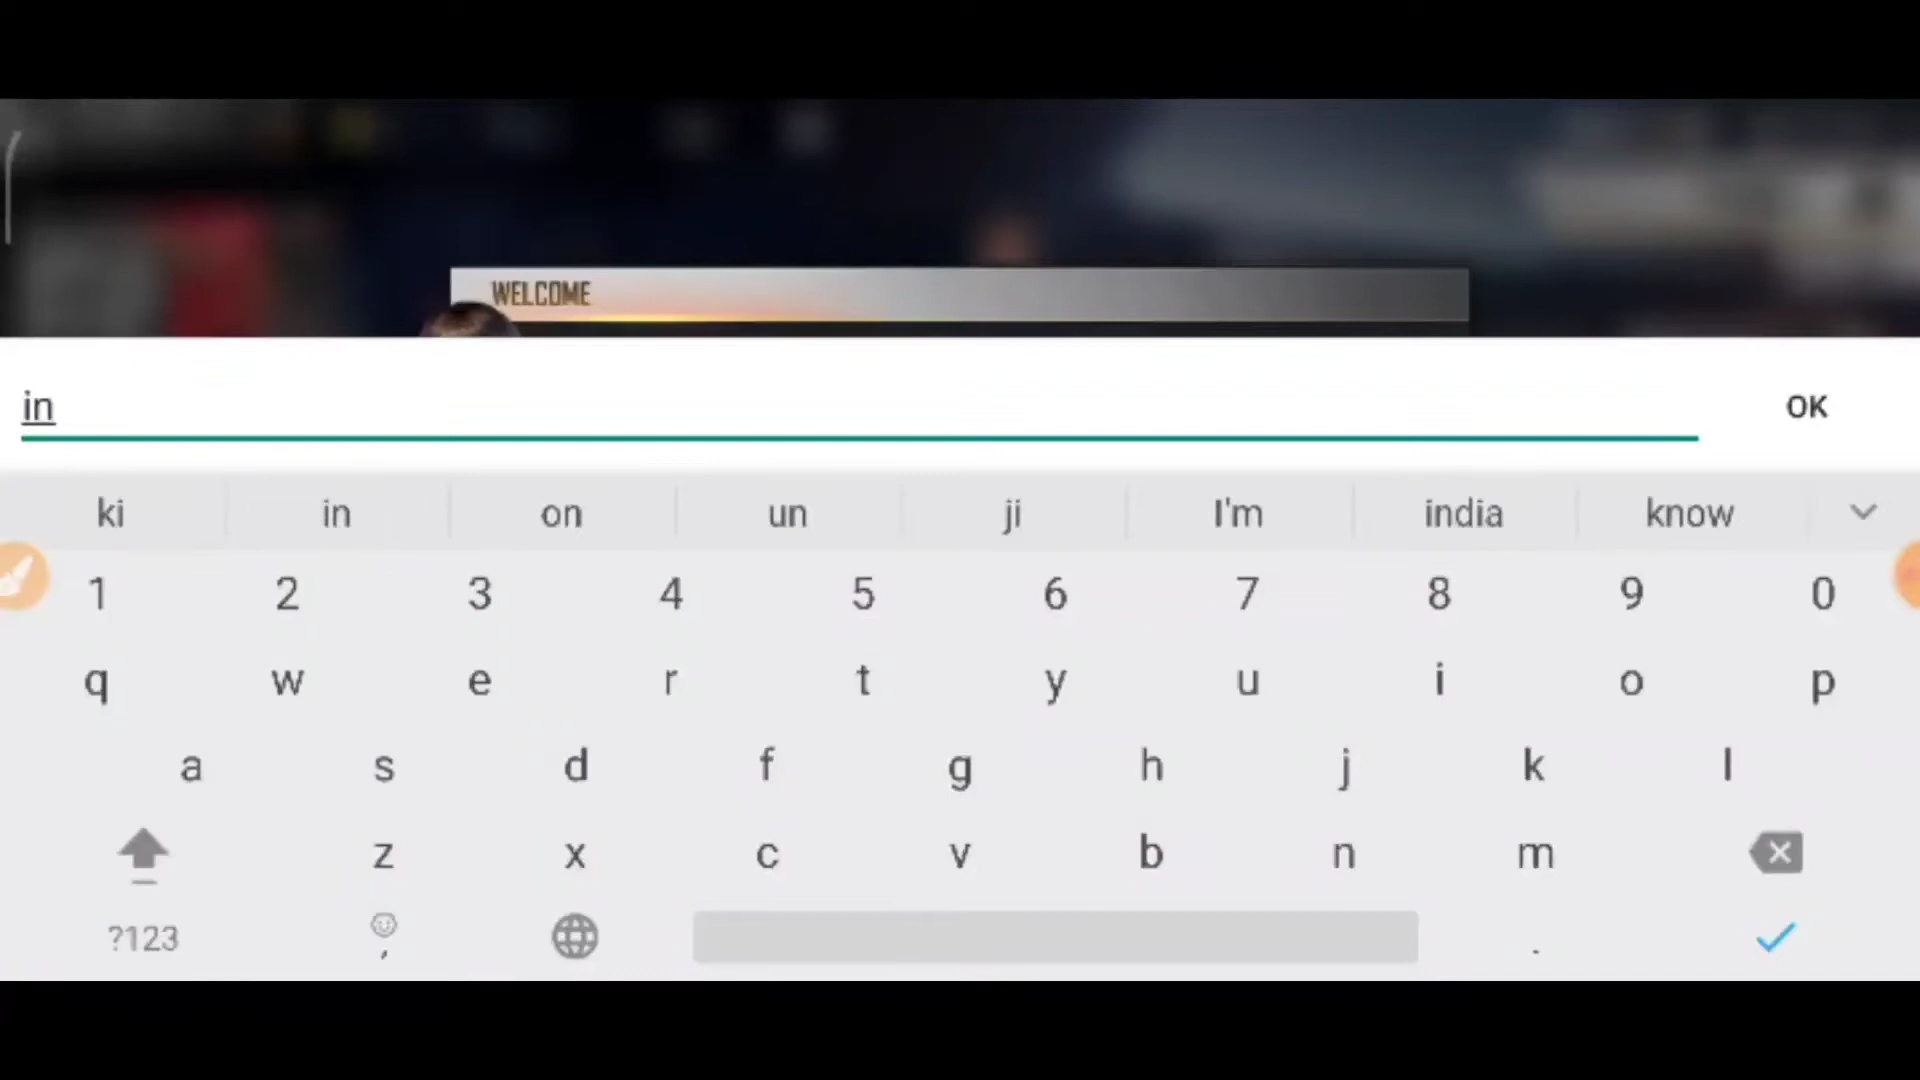 WELCOME
in
OK
ki in on un ji I'm india know
1 2 3 4 5 6 7 8 9 0
q w e r t y u i o p
a s d f g h j k l
z x c v b n m
?123 , .